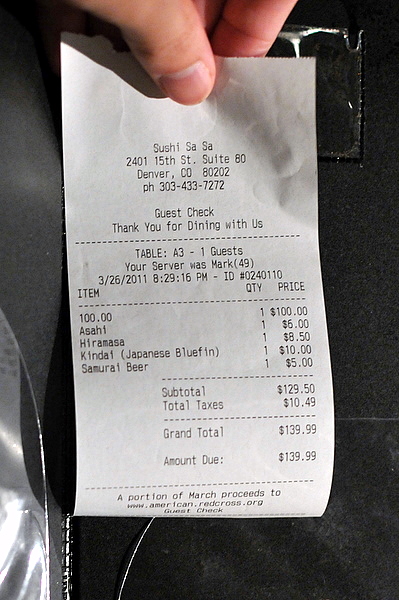 Sushi Sa Sa
2401 15th St. Suite 80
Denver, CO 80202
ph 303-433-7272
Guest Check
Thank You for Dining with Us
TABLE: A3 - 1 Guests
Your Server was Mark(49)
3/26/2011 8:29:16 PM - ID #0240110
ITEM QTY PRICE
100.00 1 $100.00
Asahi 1 $6.00
Hiramasa 1 $8.50
Kindai (Japanese Bluefin) 1 $10.00
Samurai Beer 1 $5.00
Subtotal $129.50
Total Taxes $10.49
Grand Total $139.99
Amount Due: $139.99
A portion of March proceeds to
www.american.redcross.org
Guest Check